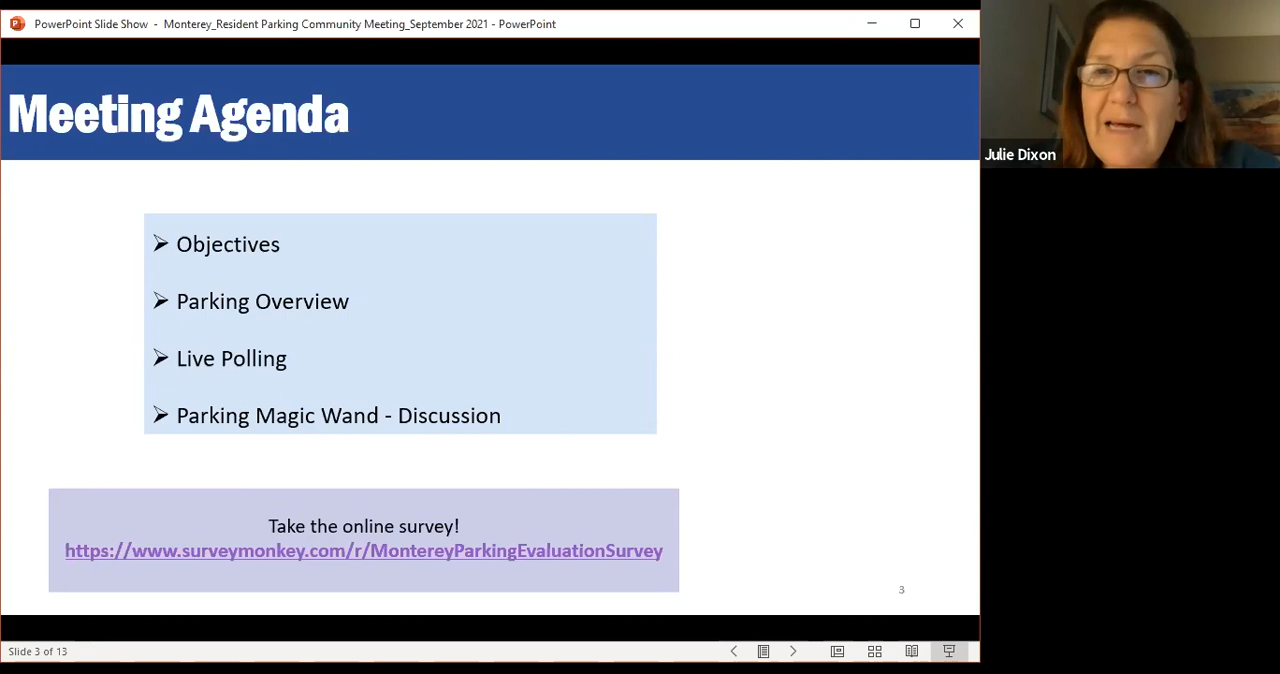 PowerPoint Slide Show - Monterey_Resident Parking Community Meeting_September 2021 - PowerPoint
Meeting Agenda
Julie Dixon
➢ Objectives
➢ Parking Overview
➢ Live Polling
➢ Parking Magic Wand - Discussion
Take the online survey!
https://www.surveymonkey.com/r/MontereyParkingEvaluationSurvey
3
Slide 3 of 13